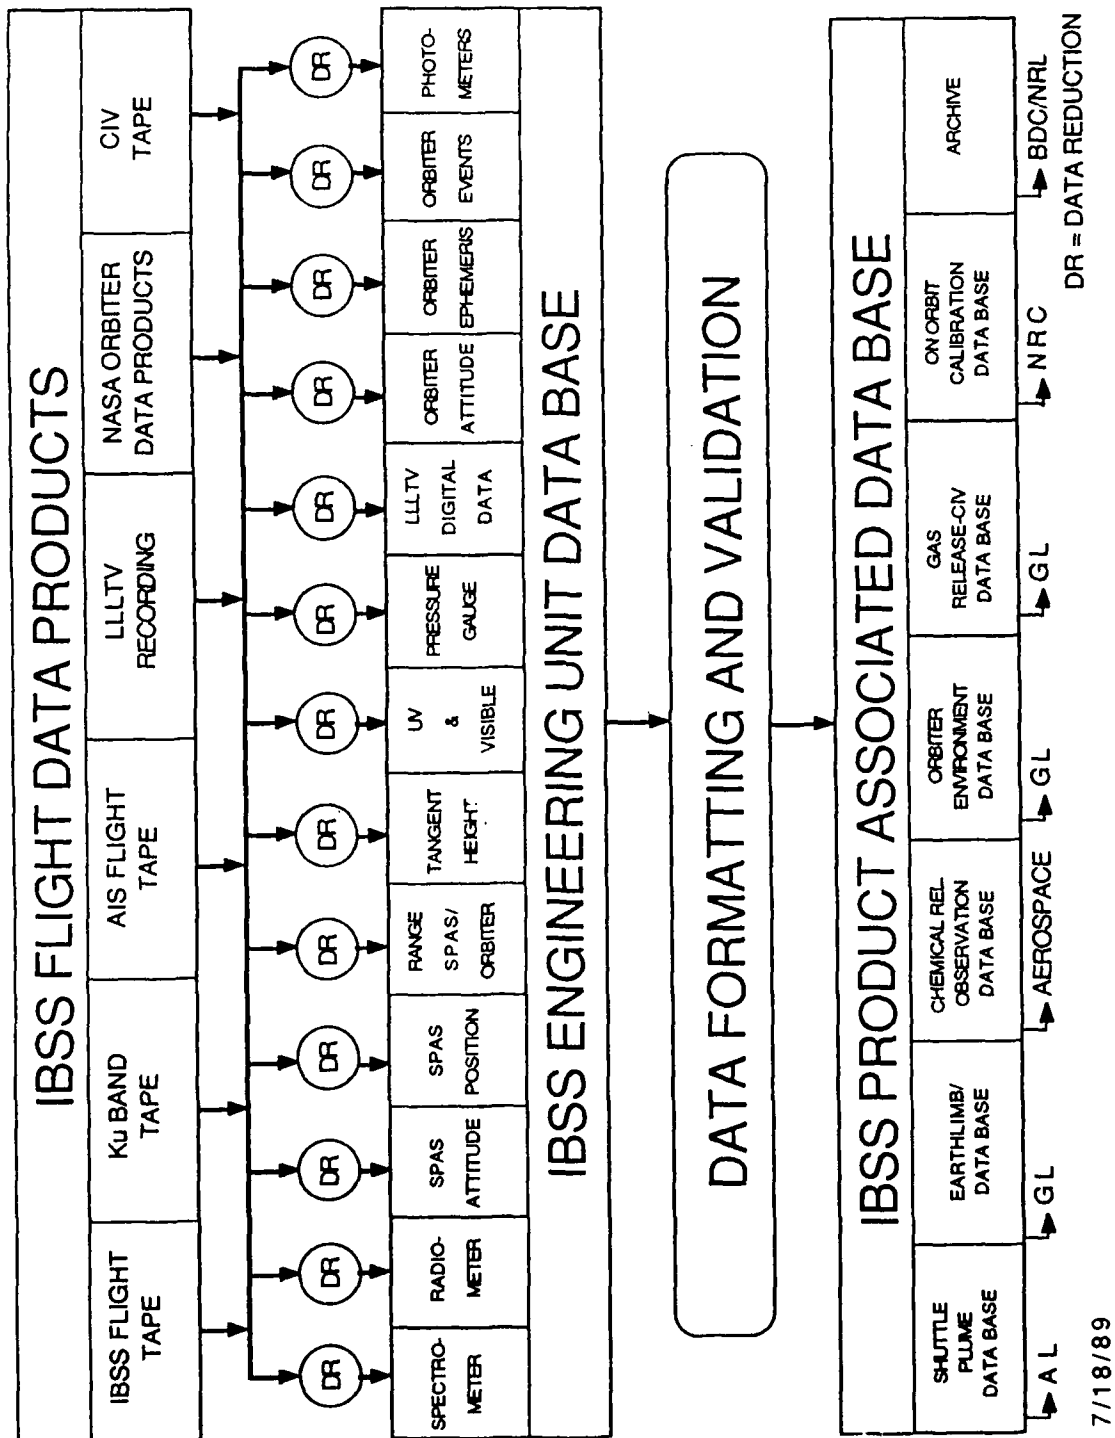 IBSS FLIGHT DATA PRODUCTS
IBSS FLIGHT
TAPE
Ku BAND
TAPE
AIS FLIGHT
TAPE
LLLTV
RECORDING
NASA ORBITER
DATA PRODUCTS
CIV
TAPE
DR
DR
DR
DR
DR
DR
DR
DR
DR
DR
DR
DR
DR
SPECTRO-
METER
RADIO-
METER
SPAS
ATTITUDE
SPAS
POSITION
RANGE
SPAS/
ORBITER
TANGENT
HEIGHT
UV
&
VISIBLE
PRESSURE
GAUGE
LLLTV
DIGITAL
DATA
ORBITER
ATTITUDE
ORBITER
EPHEMERIS
ORBITER
EVENTS
PHOTO-
METERS
IBSS ENGINEERING UNIT DATA BASE
DATA FORMATTING AND VALIDATION
IBSS PRODUCT ASSOCIATED DATA BASE
SHUTTLE
PLUME
DATA BASE
EARTHLIMB/
DATA BASE
CHEMICAL REL.
OBSERVATION
DATA BASE
ORBITER
ENVIRONMENT
DATA BASE
GAS
RELEASE-CIV
DATA BASE
ON ORBIT
CALIBRATION
DATA BASE
ARCHIVE
AL
GL
AEROSPACE
GL
GL
NRC
BDC/NRL
DR = DATA REDUCTION
7/18/89